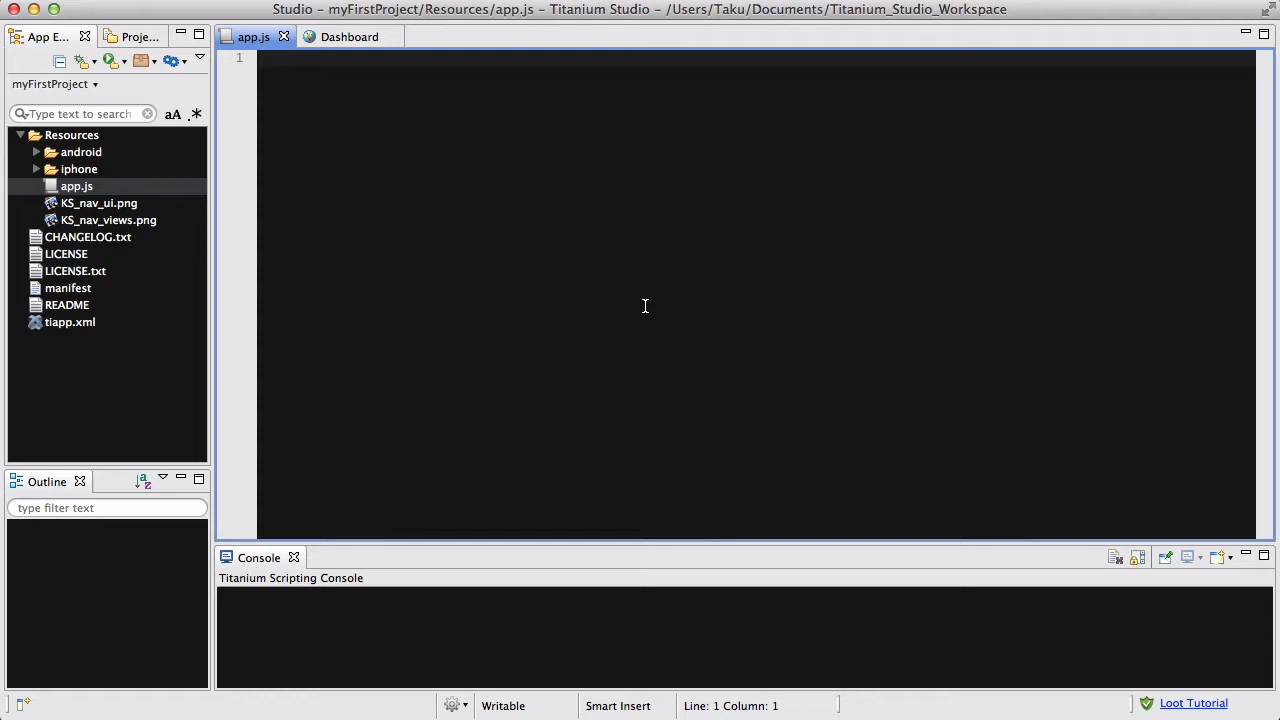 Studio – myFirstProject/Resources/app.js – Titanium Studio – /Users/Taku/Documents/Titanium_Studio_Workspace
App E...
Proje...
app.js
Dashboard
myFirstProject
Type text to search
aA .*
Resources
android
iphone
app.js
KS_nav_ui.png
KS_nav_views.png
CHANGELOG.txt
LICENSE
LICENSE.txt
manifest
README
tiapp.xml
1
Outline
type filter text
Console
Titanium Scripting Console
Writable
Smart Insert
Line: 1 Column: 1
Loot Tutorial